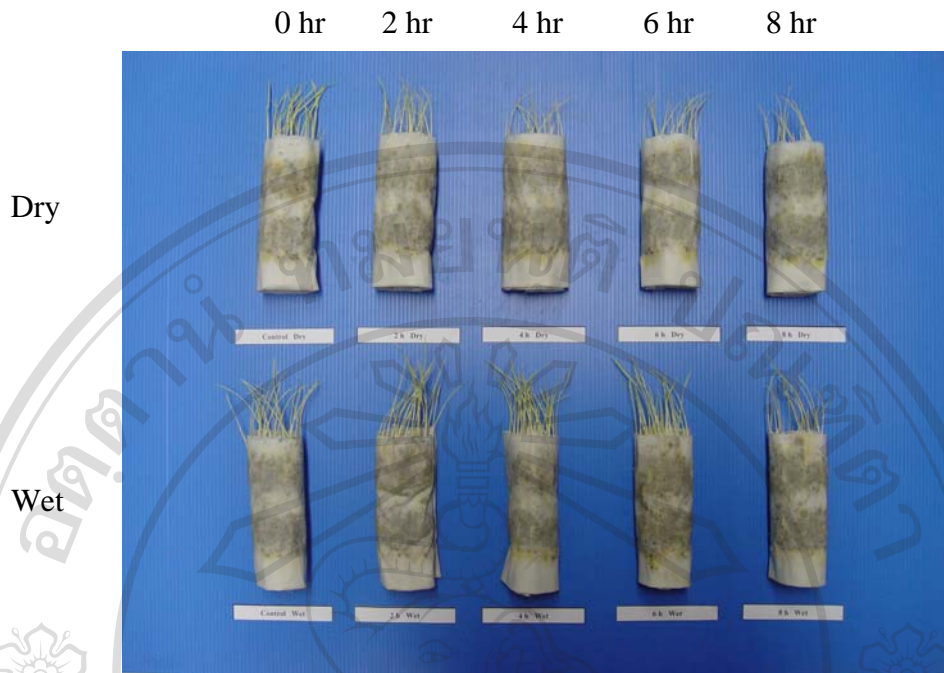 0 hr 2 hr 4 hr 6 hr 8 hr
Dry
Control Dry 2 h Dry 4 h Dry 6 h Dry 8 h Dry
Wet
Control Wet 2 h Wet 4 h Wet 6 h Wet 8 h Wet